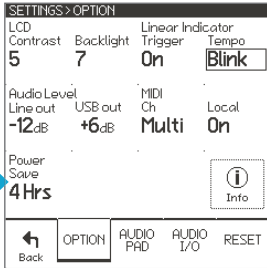 SETTINGS>OPTION
LCD Linear Indicator
Contrast Backlight Trigger Tempo
5 7 On Blink
Audio Level MIDI
Line out USB out Ch Local
-12dB +6dB Multi On
Power
Save
4 Hrs
i
Info
Back OPTION AUDIO PAD AUDIO I/O RESET